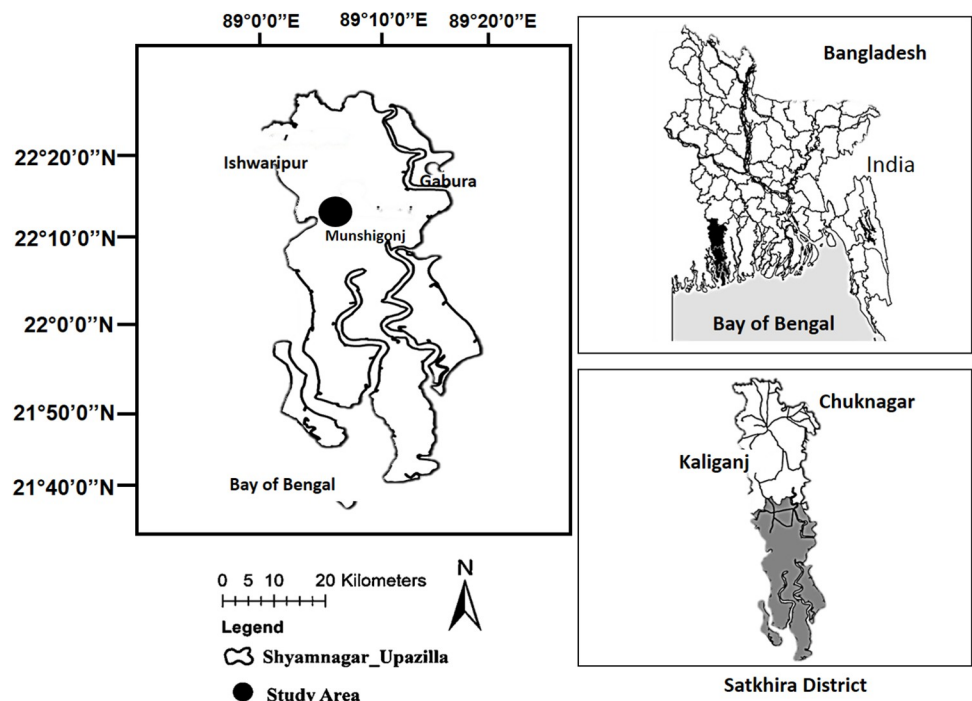 89°0’0’’E
89°10’0’’E
89°20’0’’E
22°20’0’’N
22°10’0’’N
22°0’0’’N
21°50’0’’N
21°40’0’’N
Ishwaripur
Gabura
Munshigonj
Bay of Bengal
0 5 10 20 Kilometers
N
Legend
Shyamnagar_Upazilla
Study Area
Bangladesh
India
Bay of Bengal
Chuknagar
Kaliganj
Satkhira District